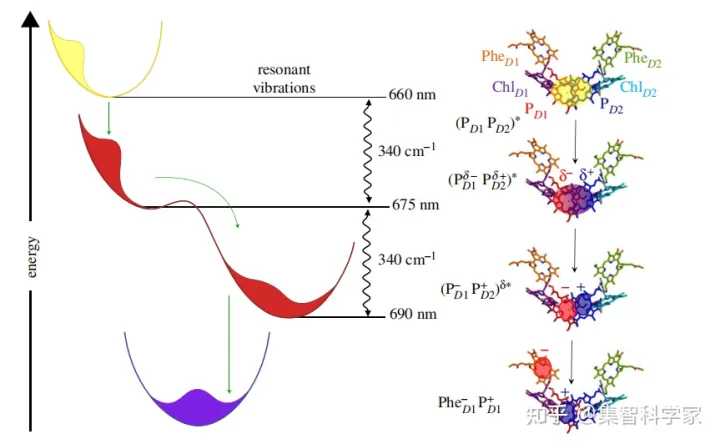 resonant
vibrations
660 nm
340 cm⁻¹
675 nm
340 cm⁻¹
690 nm
energy
Phe_D1
Phe_D2
Chl_D1
Chl_D2
P_D1
P_D2
(P_D1 P_D2)*
δ− δ+
(P^δ−_D1 P^δ+_D2)*
− +
(P^−_D1 P^+_D2)^δ*
−
+
Phe^−_D1 P^+_D1
知乎 @集智科学家